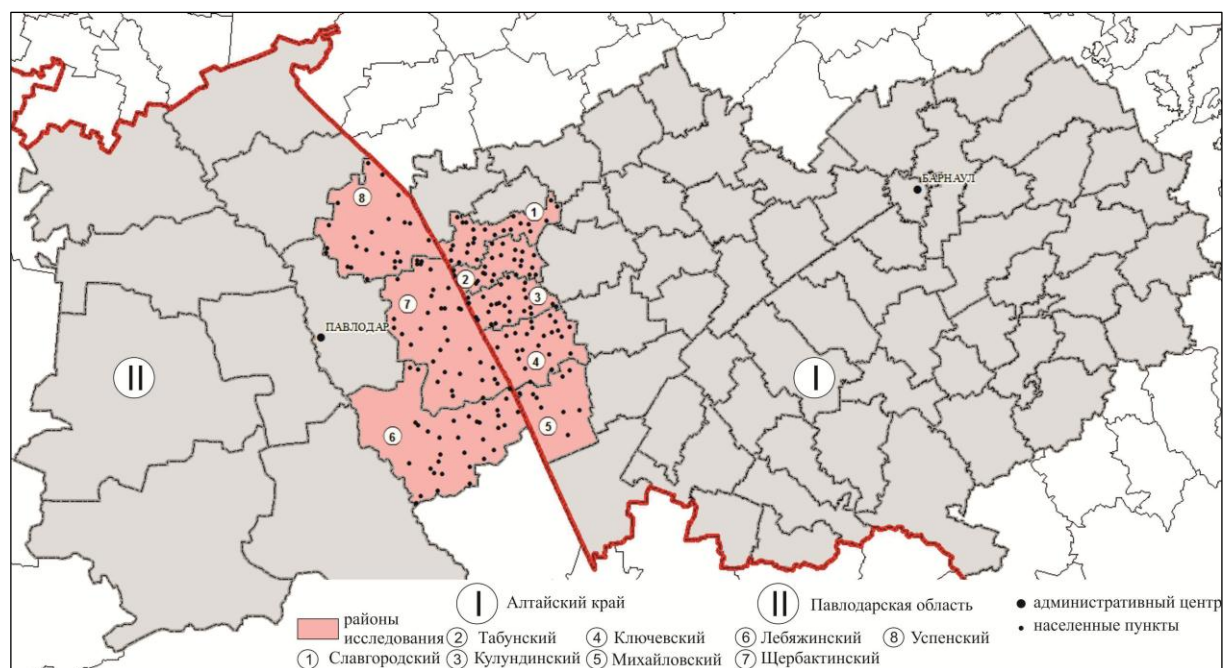 8
1
БАРНАУЛ
2
7
3
ПАВЛОДАР
4
II
I
6
5
I Алтайский край II Павлодарская область ● административный центр
районы
исследования 2 Табунский 4 Ключевский 6 Лебяжинский 8 Успенский • населенные пункты
1 Славгородский 3 Кулундинский 5 Михайловский 7 Щербактинский